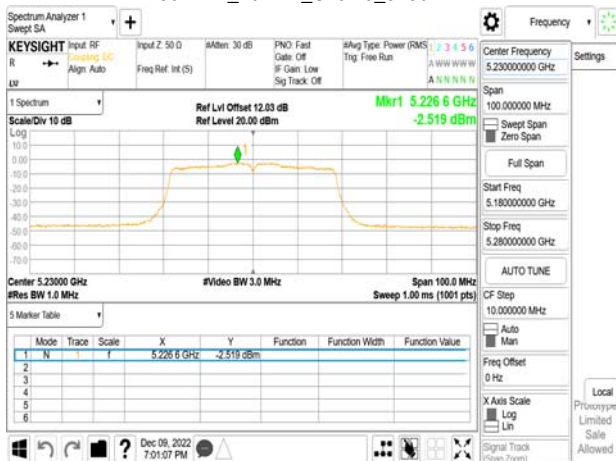 Spectrum Analyzer 1
Swept SA
Frequency
KEYSIGHT
Input: RF
Coupling: DC
Align: Auto
R
LW
Input Z: 50 Ω
Freq Ref: Int (S)
#Atten: 30 dB
PNO: Fast
Gate: Off
IF Gain: Low
Sig Track: Off
#Avg Type: Power (RMS
Trig: Free Run
1 2 3 4 5 6
A W W W W W
A N N N N N
1 Spectrum
Scale/Div 10 dB
Ref Lvl Offset 12.03 dB
Ref Level 20.00 dBm
Mkr1 5.226 6 GHz
-2.519 dBm
Log
10.0
0.00
-10.0
-20.0
-30.0
-40.0
-50.0
-60.0
-70.0
1
Center 5.23000 GHz
#Res BW 1.0 MHz
#Video BW 3.0 MHz
Span 100.0 MHz
Sweep 1.00 ms (1001 pts)
5 Marker Table
Mode Trace Scale X Y Function Function Width Function Value
1 N 1 f 5.226 6 GHz -2.519 dBm
2
3
4
5
6
Dec 09, 2022
7:01:07 PM
Center Frequency
5.230000000 GHz
Settings
Span
100.000000 MHz
Swept Span
Zero Span
Full Span
Start Freq
5.180000000 GHz
Stop Freq
5.280000000 GHz
AUTO TUNE
CF Step
10.000000 MHz
Auto
Man
Freq Offset
0 Hz
X Axis Scale
Log
Lin
Local
Prototype
Limited
Sale
Allowed
Signal Track
(Span Zoom)